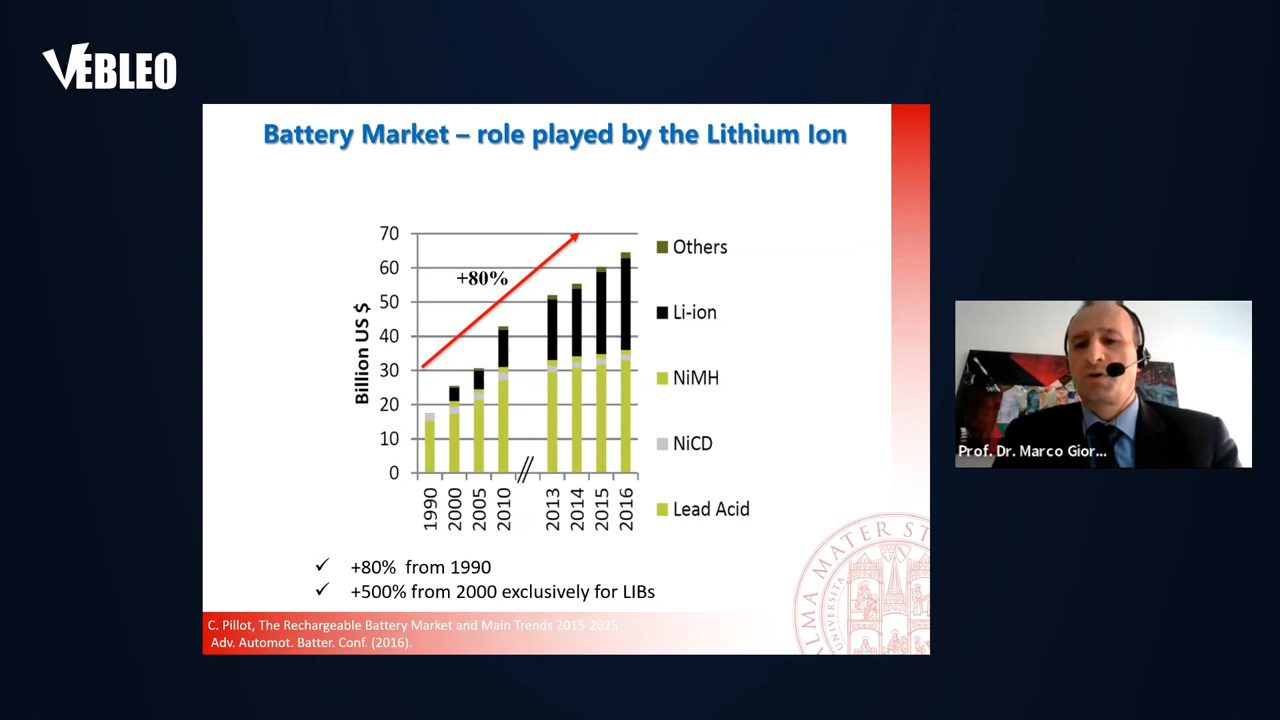 VEBLEO
Battery Market – role played by the Lithium Ion
70
60
50
40
30
20
10
0
Billion US $
+80%
1990
2000
2005
2010
2013
2014
2015
2016
Others
Li-ion
NiMH
NiCD
Lead Acid
✓ +80% from 1990
✓ +500% from 2000 exclusively for LIBs
C. Pillot, The Rechargeable Battery Market and Main Trends 2015-2025
Adv. Automot. Batter. Conf. (2016).
ALMA MATER ST
Prof. Dr. Marco Gior...